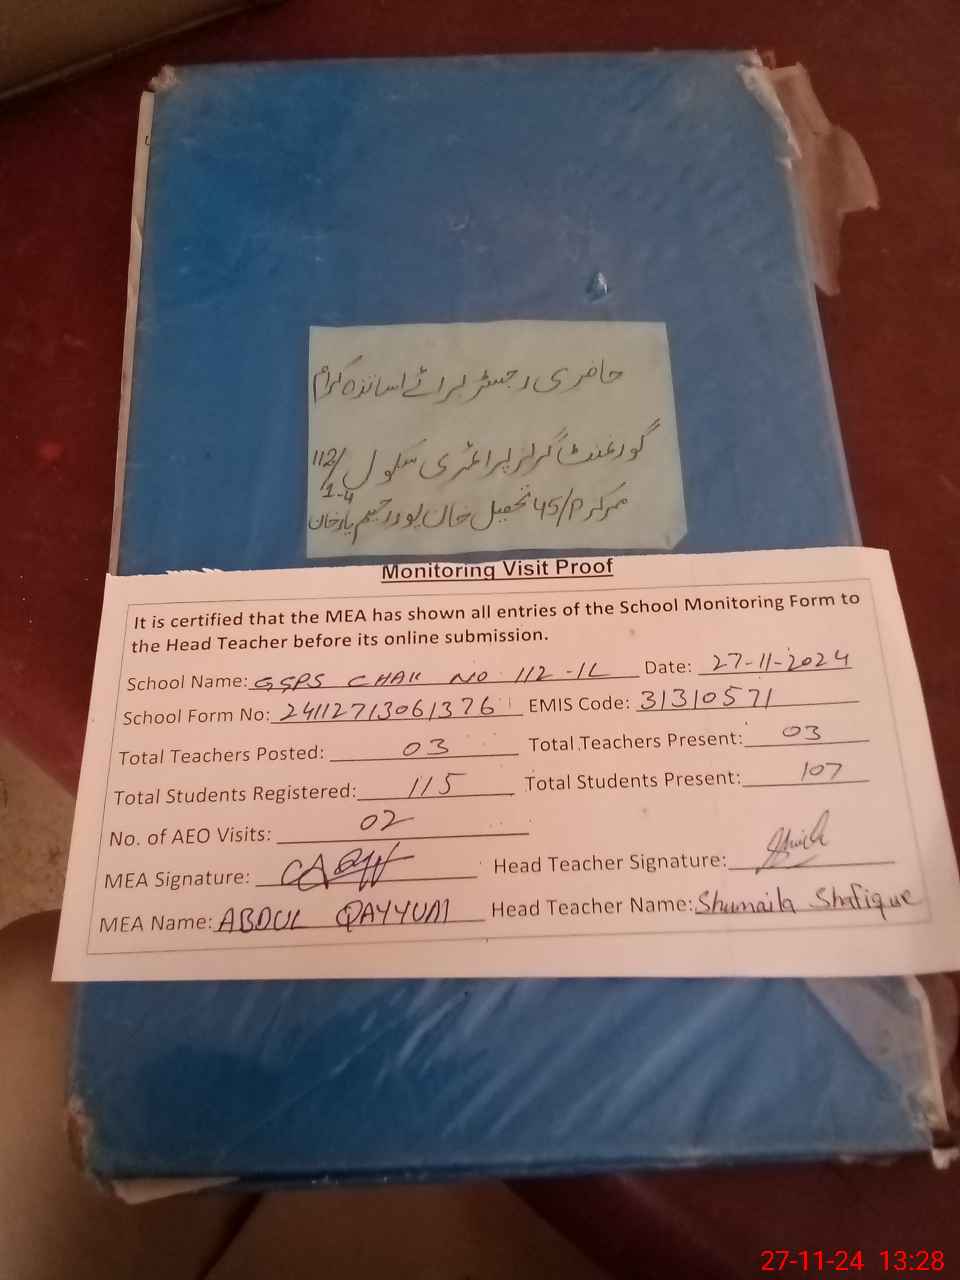 حاضری رجسٹر برائے اساتذہ کرام
گورنمنٹ گرلز پرائمری سکول 112/
1-L
مرکز 45/P تحصیل خان پور رحیم یار خان
Monitoring Visit Proof
It is certified that the MEA has shown all entries of the School Monitoring Form to
the Head Teacher before its online submission.
School Name: GGPS CHAK NO 112-1L Date: 27-11-2024
School Form No: 24112713061376 EMIS Code: 31310571
Total Teachers Posted: 03 Total Teachers Present: 03
Total Students Registered: 115 Total Students Present: 107
No. of AEO Visits: 02
MEA Signature: Head Teacher Signature:
MEA Name: ABDUL QAYYUM Head Teacher Name: Shumaila Shafique
27-11-24 13:28